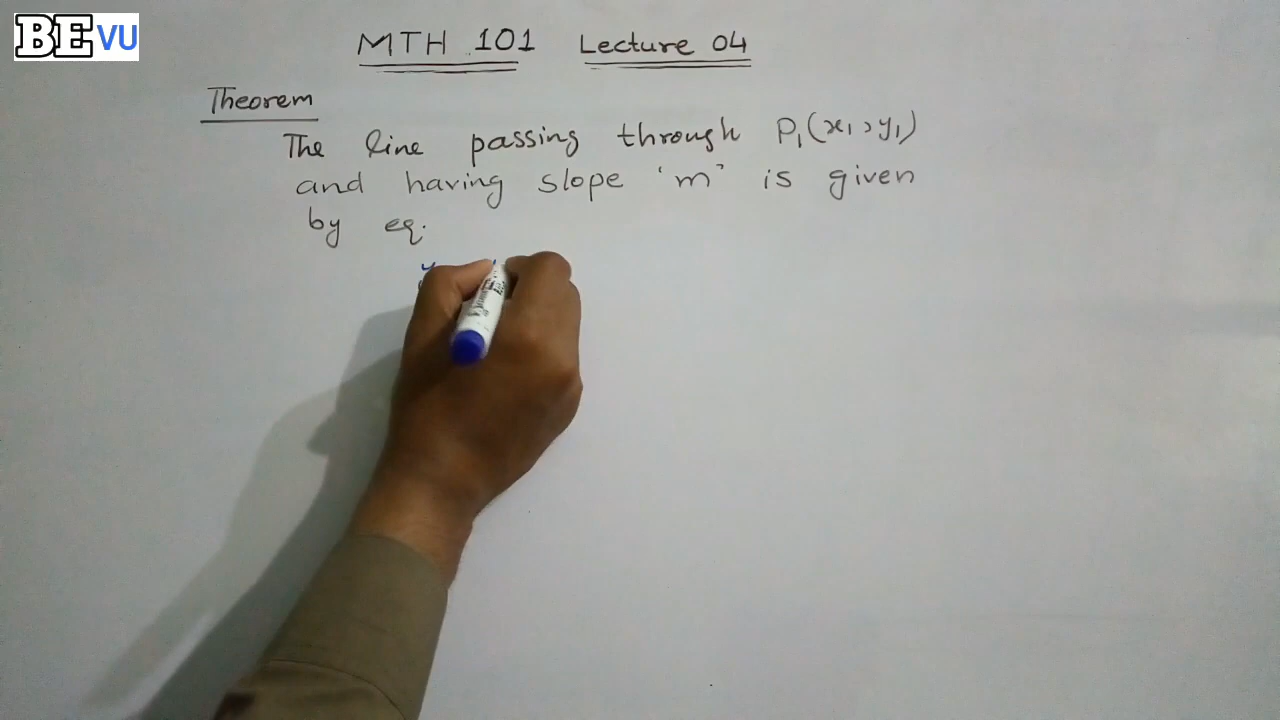 BEVU
MTH 101 Lecture 04
Theorem
The line passing through P₁(x₁,y₁)
and having slope 'm' is given
by eq.
y